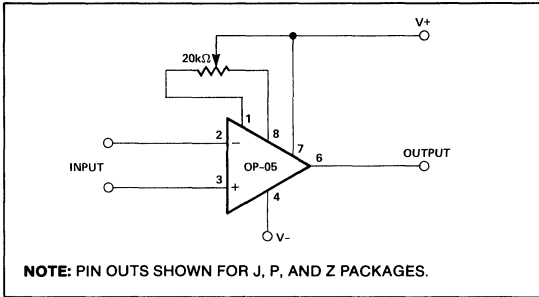 V+
20kΩ
1
8
2
−
7
6
OUTPUT
INPUT
OP-05
3
+
4
V−
NOTE: PIN OUTS SHOWN FOR J, P, AND Z PACKAGES.